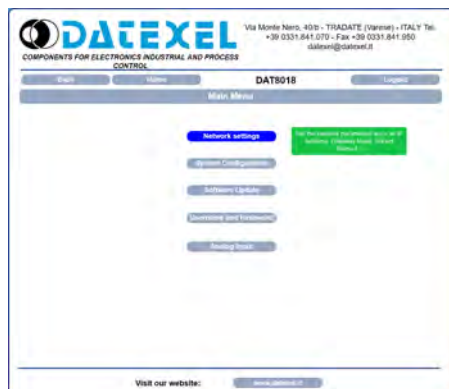 DATEXEL
COMPONENTS FOR ELECTRONICS INDUSTRIAL AND PROCESS
CONTROL
Via Monte Nero, 40/b - TRADATE (Varese) - ITALY Tel.
+39 0331.841.070 - Fax +39 0331.841.950
datexel@datexel.it
Back Home DAT8018 Logout
Main Menu
Network settings
System Configuration
Software Update
Username and Password
Analog Input
Visit our website: www.datexel.it